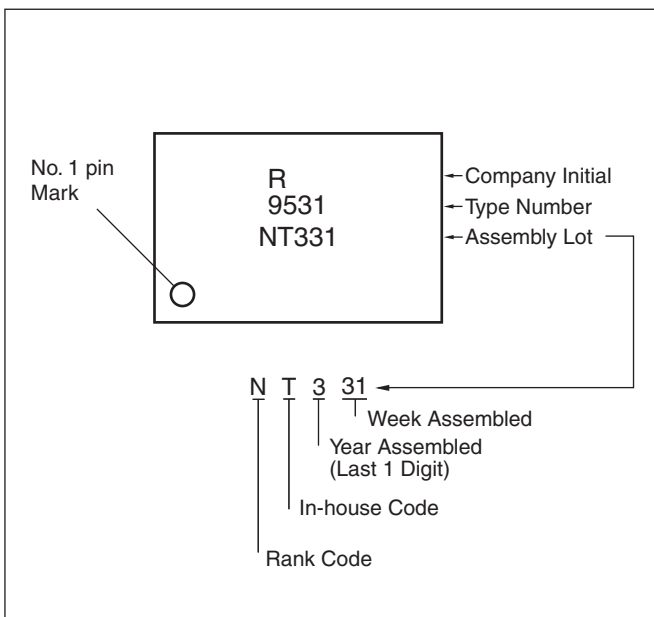 No. 1 pin
Mark
R
9531
NT331
Company Initial
Type Number
Assembly Lot
N T 3 31
Week Assembled
Year Assembled
(Last 1 Digit)
In-house Code
Rank Code